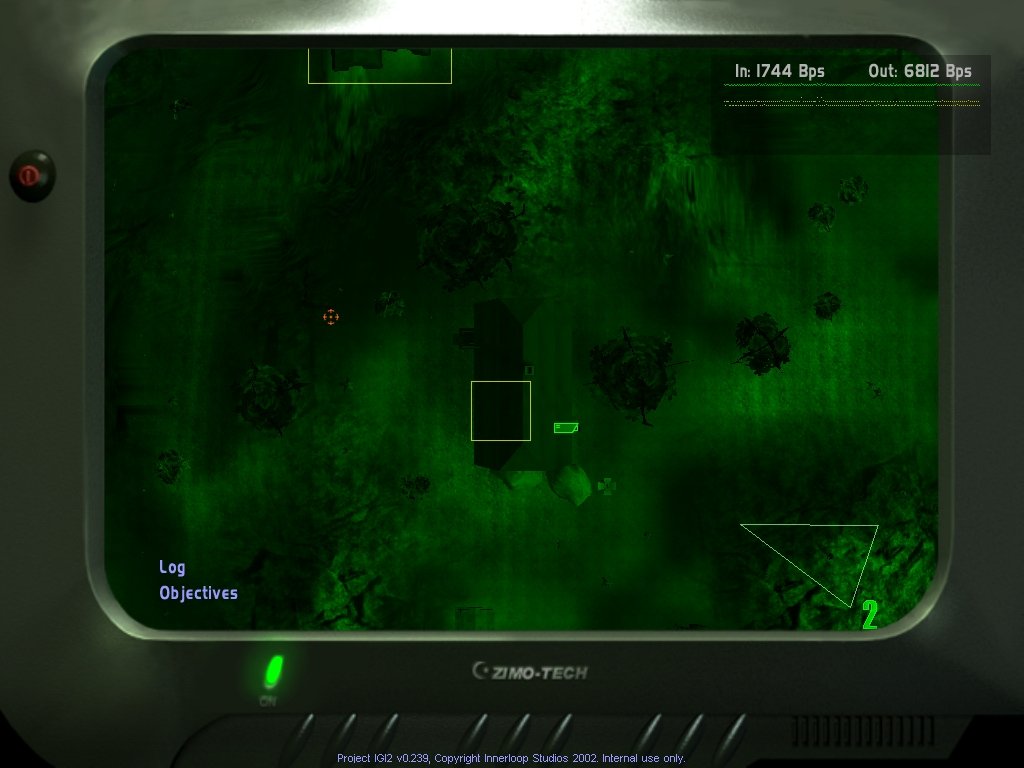 In: 1744 Bps Out: 6812 Bps
Log
Objectives
2
ZIMO-TECH
ON
Project IGI2 v0.239, Copyright Innerloop Studios 2002. Internal use only.